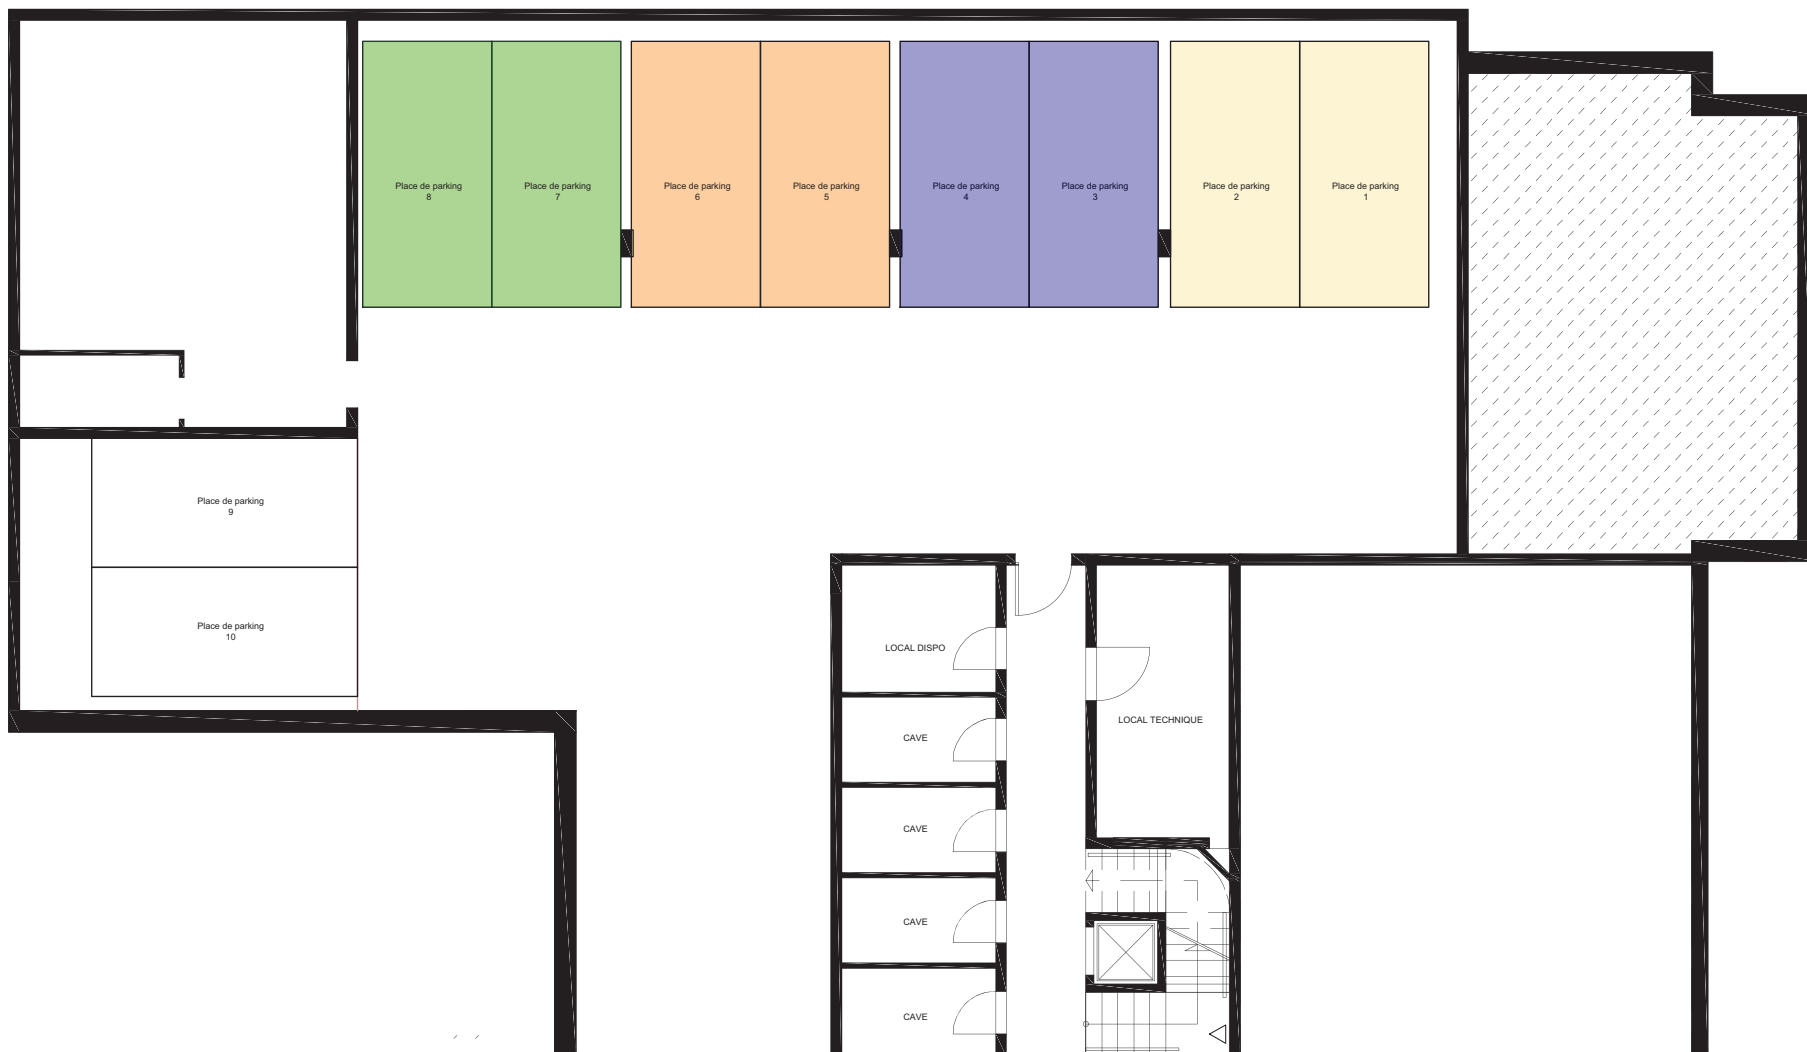 Place de parking
8
Place de parking
7
Place de parking
6
Place de parking
5
Place de parking
4
Place de parking
3
Place de parking
2
Place de parking
1
Place de parking
9
Place de parking
10
LOCAL DISPO
LOCAL TECHNIQUE
CAVE
CAVE
CAVE
CAVE